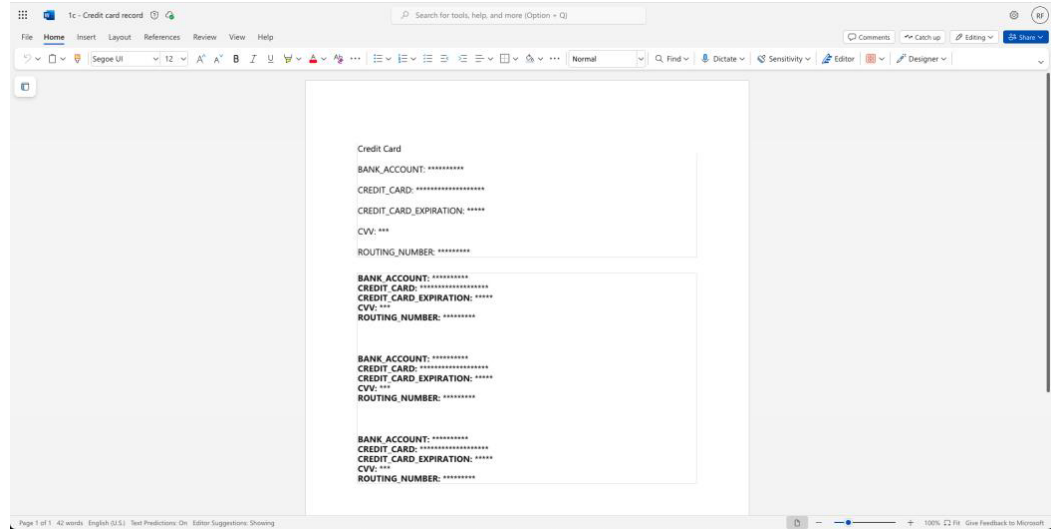 1c - Credit card record
Search for tools, help, and more (Option + Q)
RF
File Home Insert Layout References Review View Help
Comments Catch up Editing Share
Segoe UI 12 A^ A˅ B I U A Normal Find Dictate Sensitivity Editor Designer
Credit Card
BANK_ACCOUNT: **********
CREDIT_CARD: *******************
CREDIT_CARD_EXPIRATION: *****
CVV: ***
ROUTING_NUMBER: *********
BANK_ACCOUNT: **********
CREDIT_CARD: *******************
CREDIT_CARD_EXPIRATION: *****
CVV: ***
ROUTING_NUMBER: *********
BANK_ACCOUNT: **********
CREDIT_CARD: *******************
CREDIT_CARD_EXPIRATION: *****
CVV: ***
ROUTING_NUMBER: *********
BANK_ACCOUNT: **********
CREDIT_CARD: *******************
CREDIT_CARD_EXPIRATION: *****
CVV: ***
ROUTING_NUMBER: *********
Page 1 of 1 42 words English (U.S.) Text Predictions: On Editor Suggestions: Showing 100% Fit Give Feedback to Microsoft